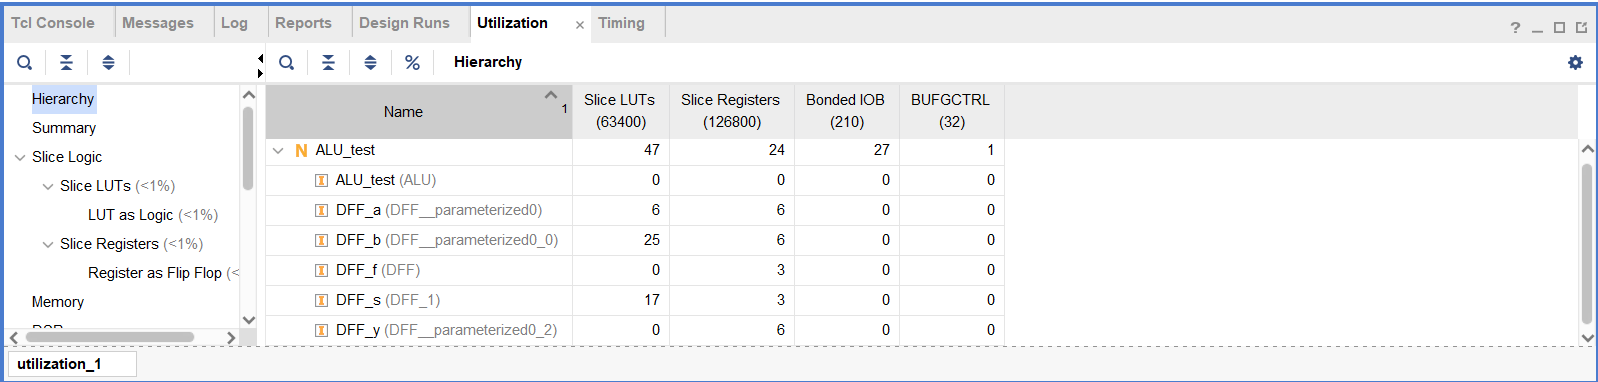 Tcl Console Messages Log Reports Design Runs Utilization × Timing ? _
% Hierarchy
Hierarchy
Summary
Slice Logic
Slice LUTs (<1%)
LUT as Logic (<1%)
Slice Registers (<1%)
Register as Flip Flop (<
Memory
Name 1 Slice LUTs (63400) Slice Registers (126800) Bonded IOB (210) BUFGCTRL (32)
N ALU_test 47 24 27 1
I ALU_test (ALU) 0 0 0 0
I DFF_a (DFF__parameterized0) 6 6 0 0
I DFF_b (DFF__parameterized0_0) 25 6 0 0
I DFF_f (DFF) 0 3 0 0
I DFF_s (DFF_1) 17 3 0 0
I DFF_y (DFF__parameterized0_2) 0 6 0 0
utilization_1